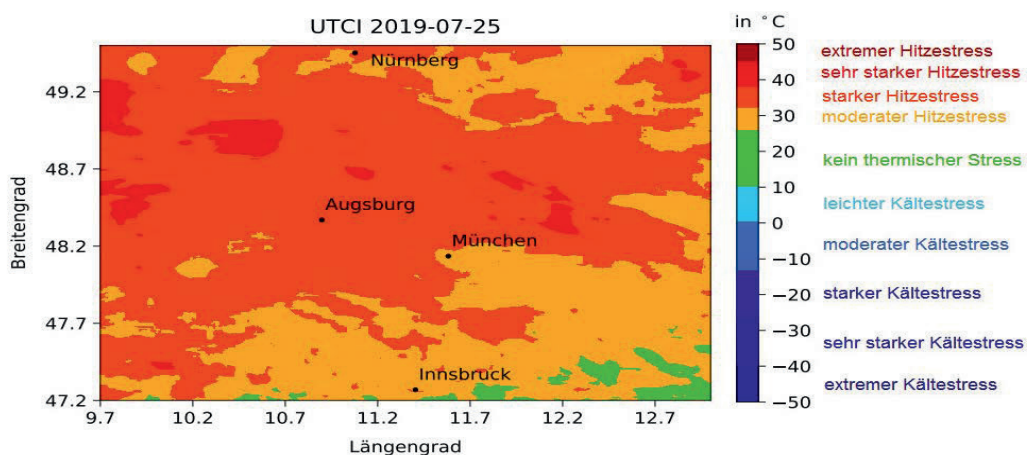 UTCI 2019-07-25
in °C
Nürnberg
Augsburg
München
Innsbruck
49.2
48.7
48.2
47.7
47.2
Breitengrad
9.7
10.2
10.7
11.2
11.7
12.2
12.7
Längengrad
50
40
30
20
10
0
−10
−20
−30
−40
−50
extremer Hitzestress
sehr starker Hitzestress
starker Hitzestress
moderater Hitzestress
kein thermischer Stress
leichter Kältestress
moderater Kältestress
starker Kältestress
sehr starker Kältestress
extremer Kältestress